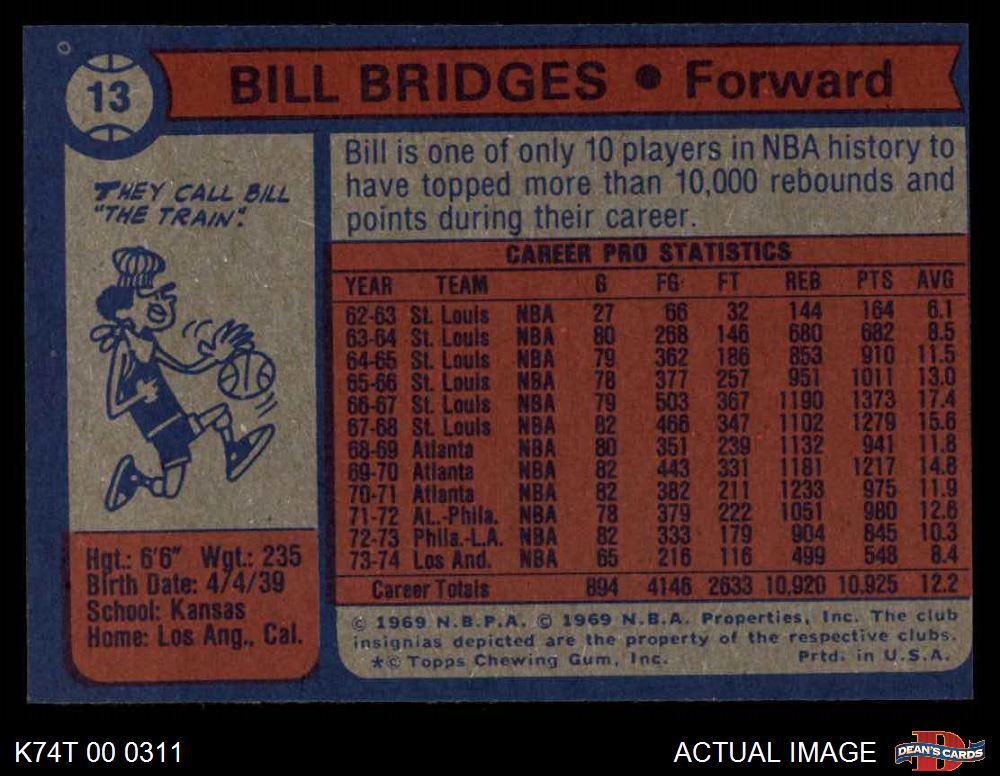 13
BILL BRIDGES • Forward
THEY CALL BILL
"THE TRAIN".
Bill is one of only 10 players in NBA history to
have topped more than 10,000 rebounds and
points during their career.
CAREER PRO STATISTICS
YEAR TEAM G FG FT REB PTS AVG
62-63 St. Louis NBA 27 66 32 144 164 6.1
63-64 St. Louis NBA 80 268 146 680 682 8.5
64-65 St. Louis NBA 79 362 186 853 910 11.5
65-66 St. Louis NBA 78 377 257 951 1011 13.0
66-67 St. Louis NBA 79 503 367 1190 1373 17.4
67-68 St. Louis NBA 82 466 347 1102 1279 15.6
68-69 Atlanta NBA 80 351 239 1132 941 11.8
69-70 Atlanta NBA 82 443 331 1181 1217 14.8
70-71 Atlanta NBA 82 382 211 1233 975 11.9
71-72 At.-Phila. NBA 78 379 222 1051 980 12.6
72-73 Phila.-L.A. NBA 82 333 179 904 845 10.3
73-74 Los And. NBA 65 216 116 499 548 8.4
Career Totals 894 4146 2633 10,920 10,925 12.2
Hgt.: 6'6" Wgt.: 235
Birth Date: 4/4/39
School: Kansas
Home: Los Ang., Cal.
© 1969 N.B.P.A. © 1969 N.B.A. Properties, Inc. The club
insignias depicted are the property of the respective clubs.
*© Topps Chewing Gum, Inc. Prtd. in U.S.A.
K74T 00 0311
ACTUAL IMAGE
DEAN'S CARDS